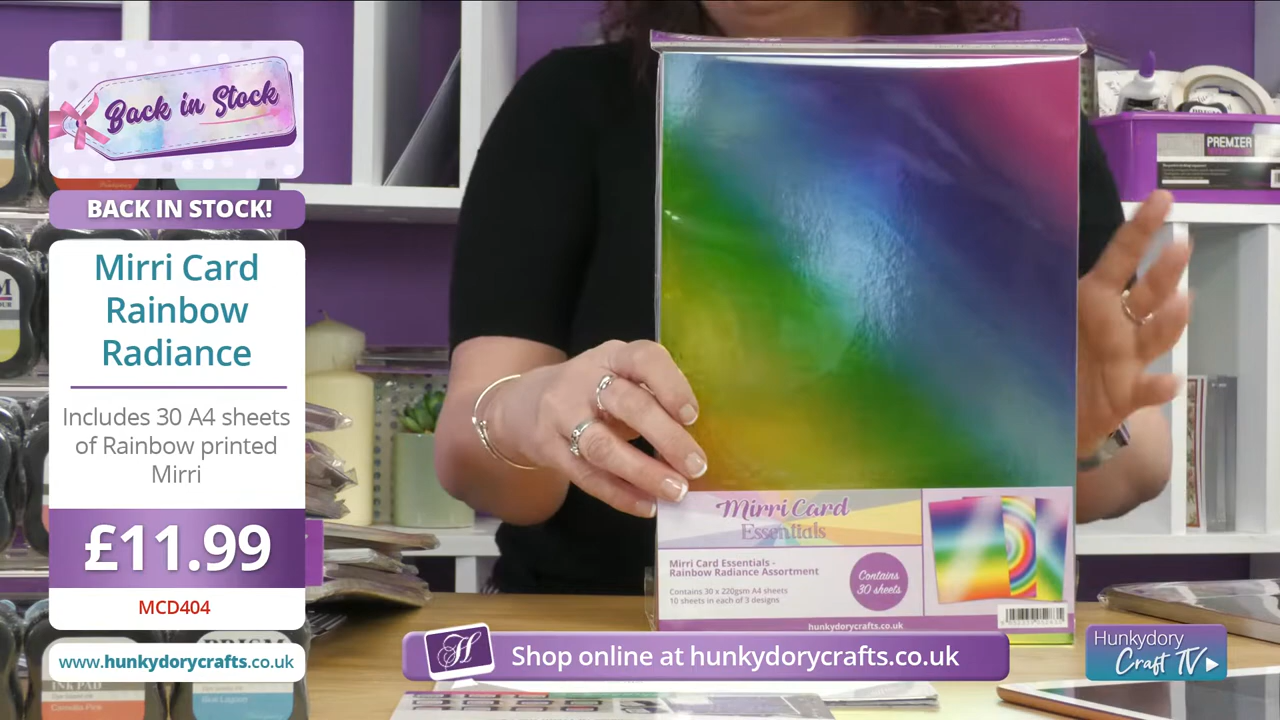 Back in Stock
BACK IN STOCK!
Mirri Card
Rainbow
Radiance
Includes 30 A4 sheets
of Rainbow printed
Mirri
£11.99
MCD404
www.hunkydorycrafts.co.uk
PREMIER
Mirri Card
Essentials
Mirri Card Essentials -
Rainbow Radiance Assortment
Contains 30 x 220gsm A4 sheets
10 sheets in each of 3 designs
Contains
30 sheets
hunkydorycrafts.co.uk
Shop online at hunkydorycrafts.co.uk
Hunkydory
Craft TV
PRISM
INK PAD